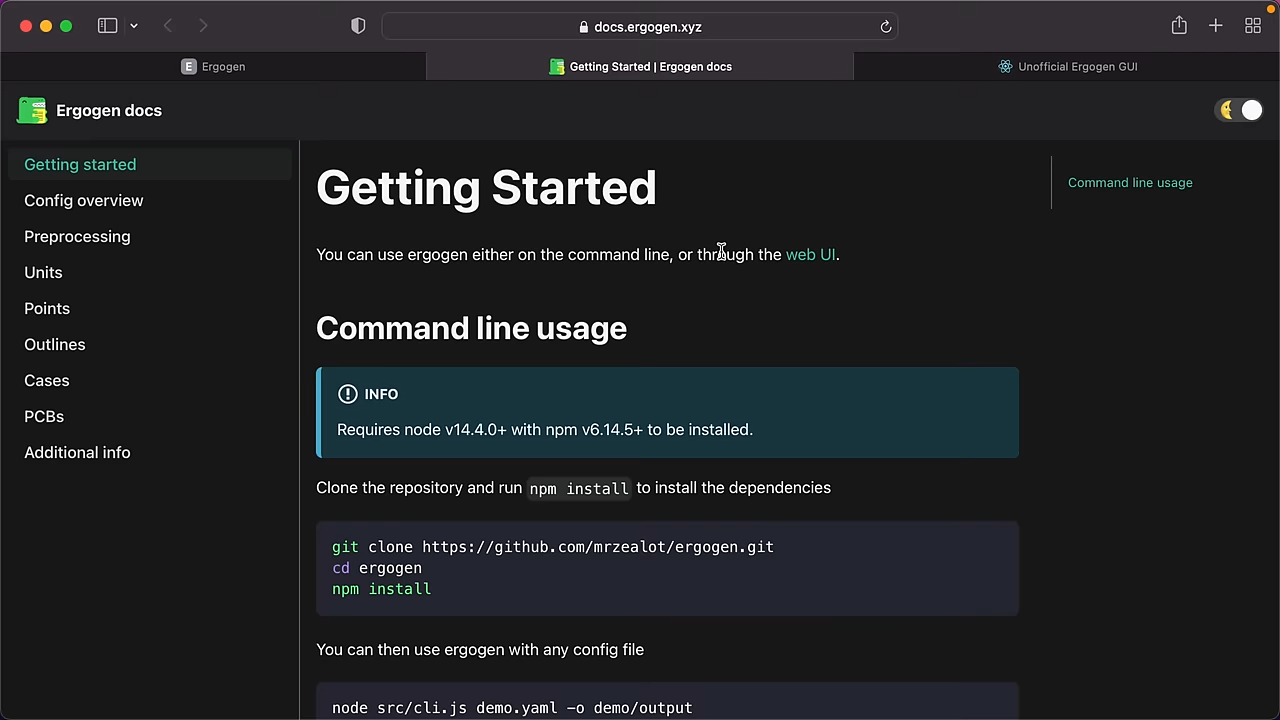 docs.ergogen.xyz
E Ergogen
Getting Started | Ergogen docs
Unofficial Ergogen GUI
Ergogen docs
Getting started
Config overview
Preprocessing
Units
Points
Outlines
Cases
PCBs
Additional info
Getting Started
You can use ergogen either on the command line, or through the web UI.
Command line usage
INFO
Requires node v14.4.0+ with npm v6.14.5+ to be installed.
Clone the repository and run npm install to install the dependencies
git clone https://github.com/mrzealot/ergogen.git
cd ergogen
npm install
You can then use ergogen with any config file
node src/cli.js demo.yaml -o demo/output
Command line usage